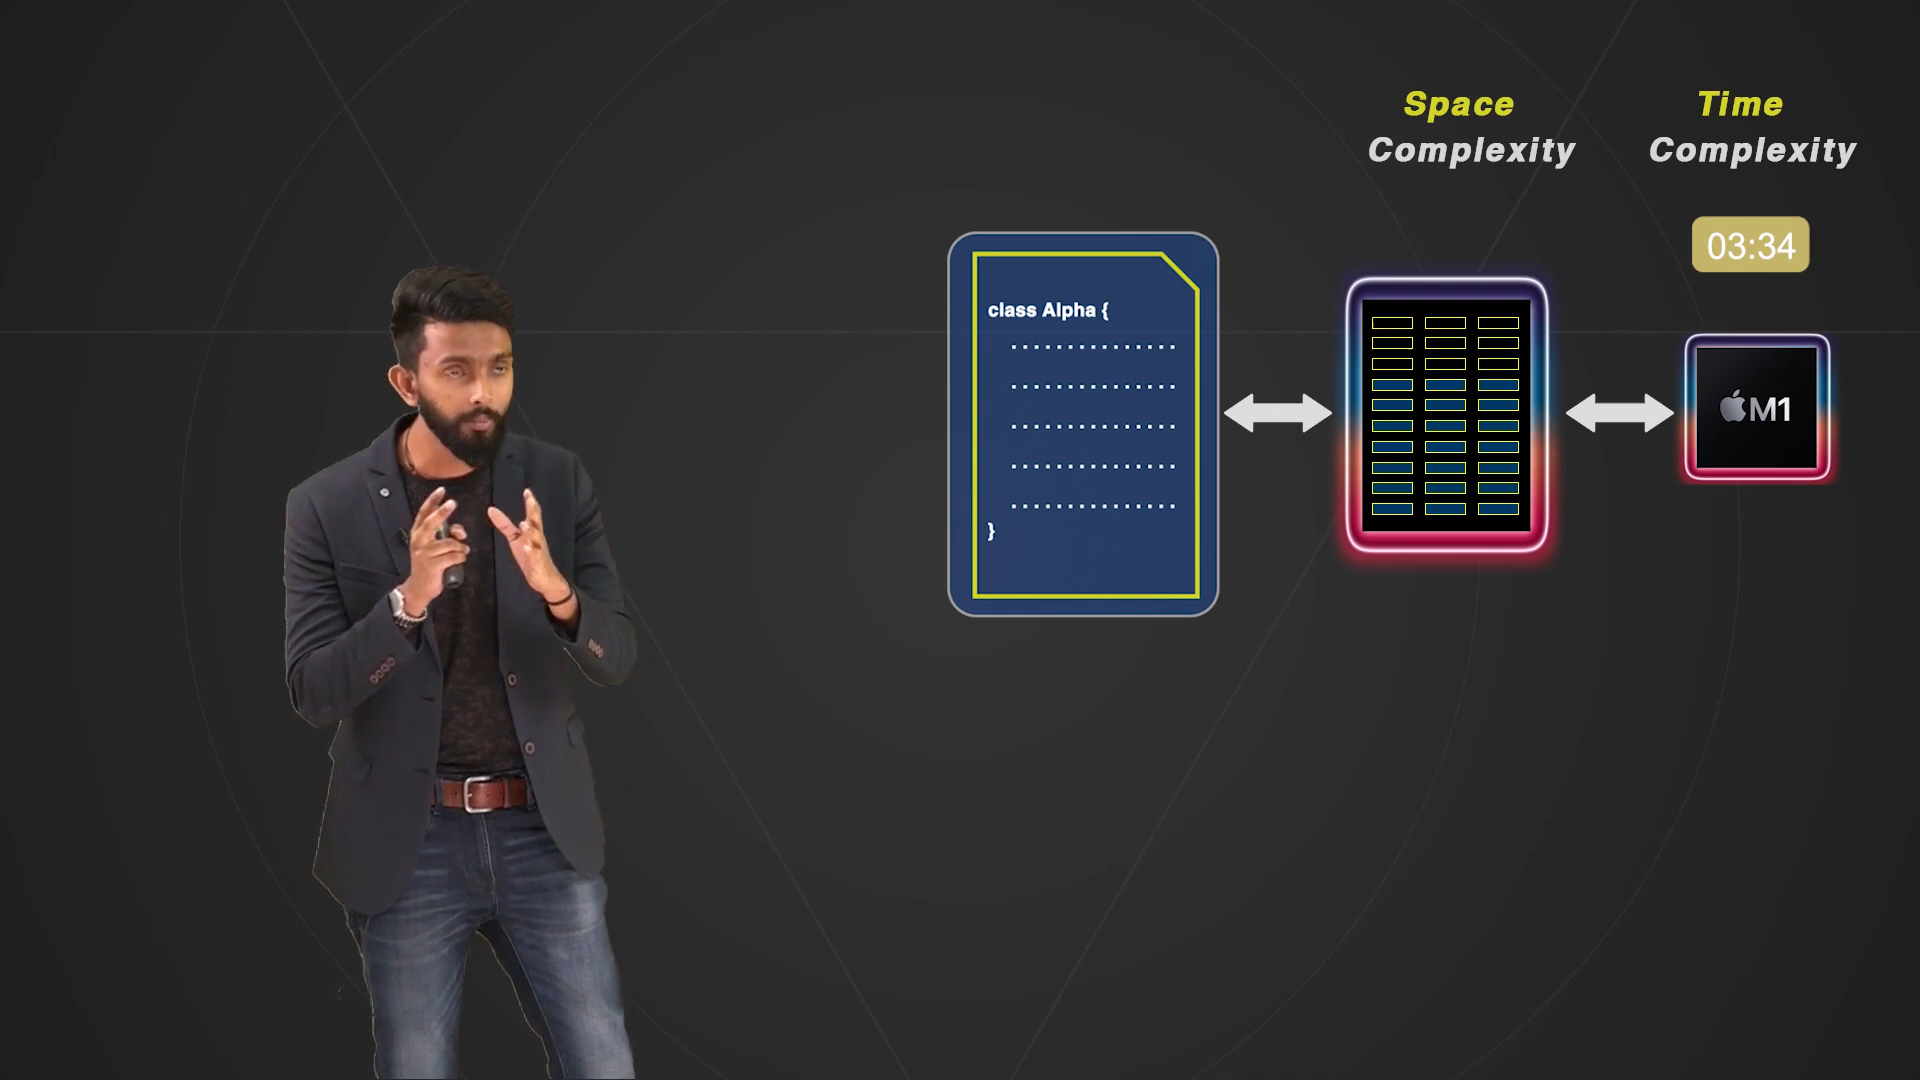 Space
Complexity
Time
Complexity
03:34
class Alpha {
...............
...............
...............
...............
...............
}
M1